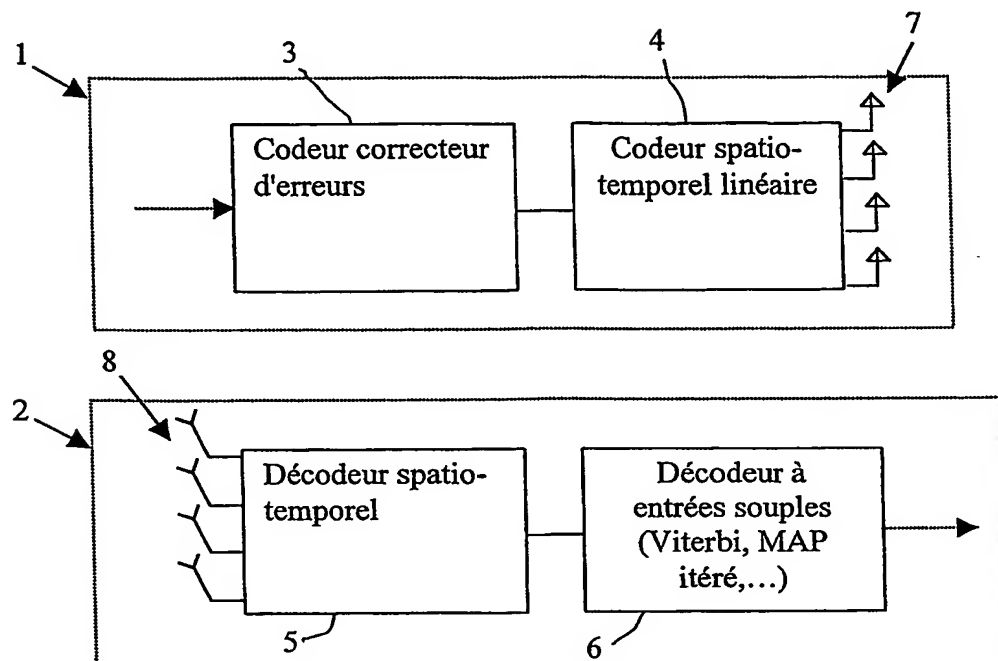 1
3
4
7
Codeur correcteur
d'erreurs
Codeur spatio-
temporel linéaire
2
8
Décodeur spatio-
temporel
Décodeur à
entrées souples
(Viterbi, MAP
itéré,…)
5
6